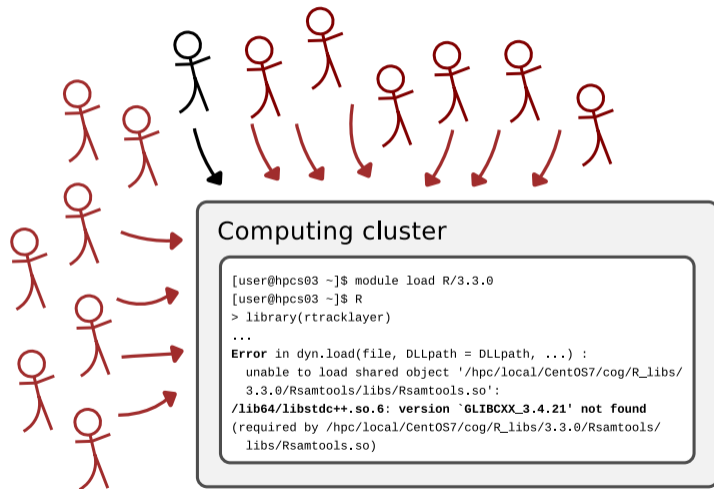 Computing cluster
[user@hpcs03 ~]$ module load R/3.3.0
[user@hpcs03 ~]$ R
> library(rtracklayer)
...
Error in dyn.load(file, DLLpath = DLLpath, ...) :
unable to load shared object '/hpc/local/CentOS7/cog/R_libs/
3.3.0/Rsamtools/libs/Rsamtools.so':
/lib64/libstdc++.so.6: version `GLIBCXX_3.4.21' not found
(required by /hpc/local/CentOS7/cog/R_libs/3.3.0/Rsamtools/
libs/Rsamtools.so)